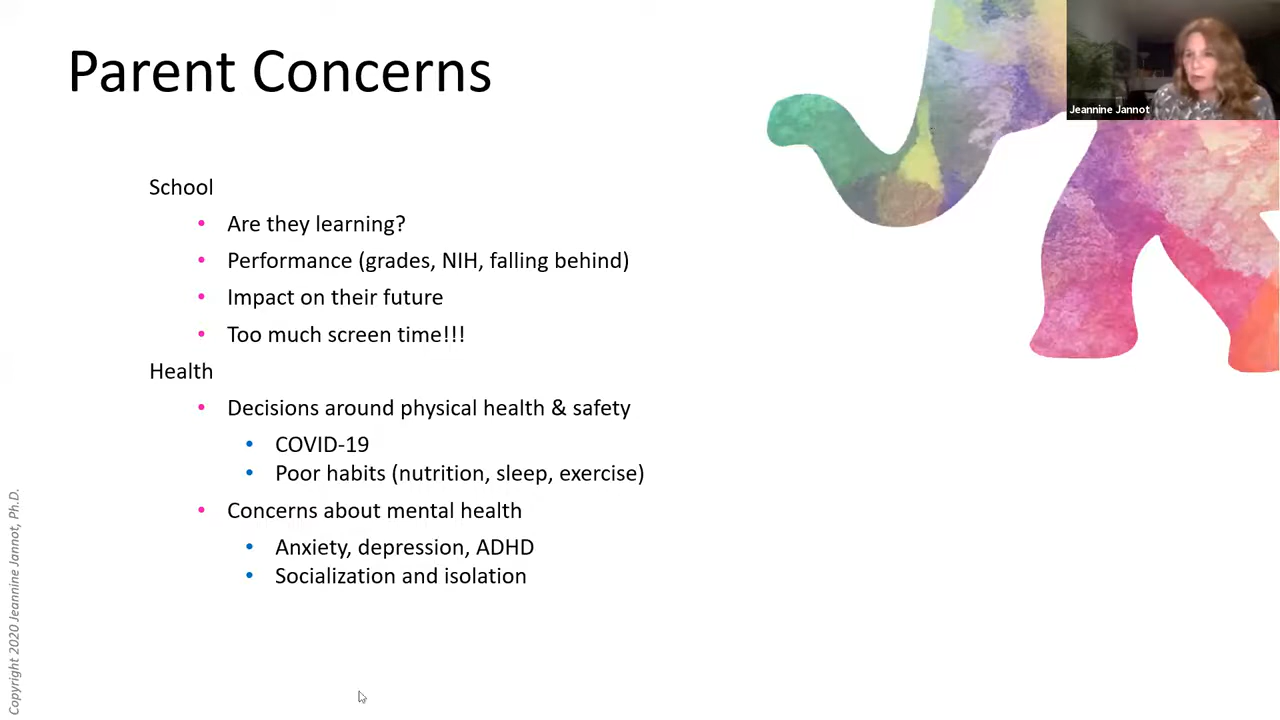 Parent Concerns
Jeannine Jannot
School
• Are they learning?
• Performance (grades, NIH, falling behind)
• Impact on their future
• Too much screen time!!!
Health
• Decisions around physical health & safety
• COVID-19
• Poor habits (nutrition, sleep, exercise)
• Concerns about mental health
• Anxiety, depression, ADHD
• Socialization and isolation
Copyright 2020 Jeannine Jannot, Ph.D.